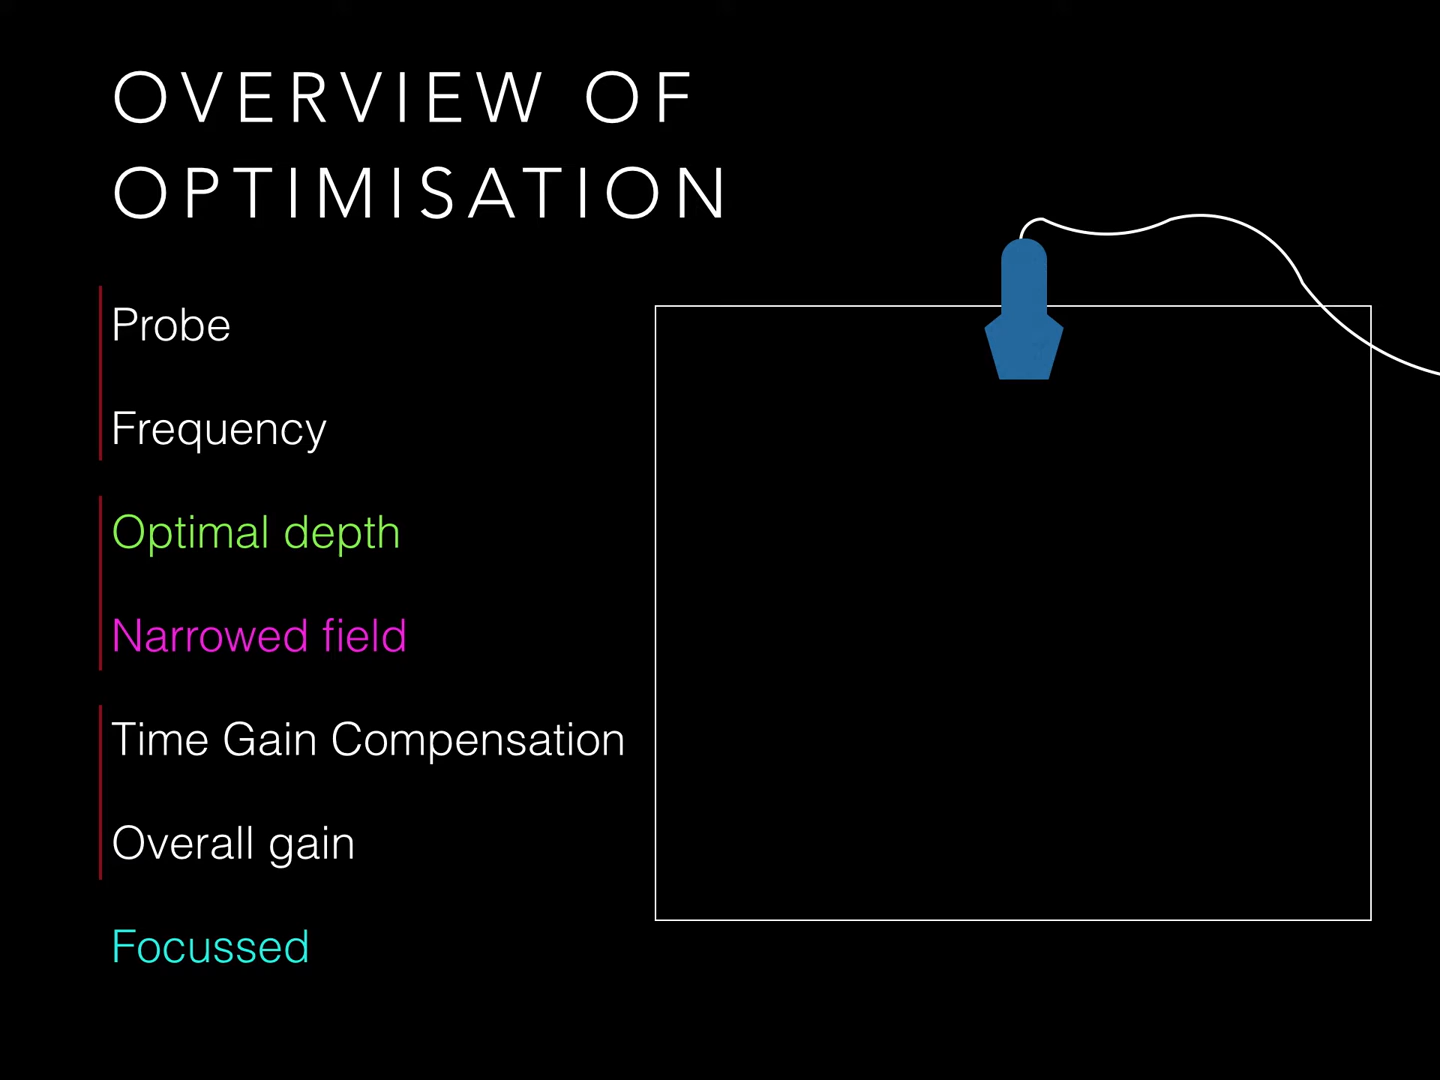 OVERVIEW OF
OPTIMISATION
Probe
Frequency
Optimal depth
Narrowed field
Time Gain Compensation
Overall gain
Focussed